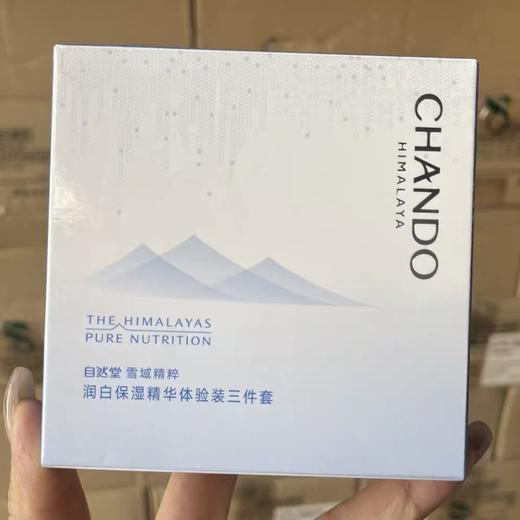 CHANDO
HIMALAYA
THE HIMALAYAS
PURE NUTRITION
自然堂 雪域精粹
润白保湿精华体验装三件套